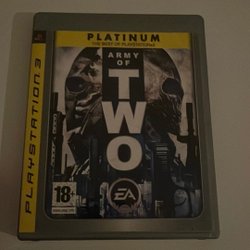 PLAYSTATION 3
PLATINUM
THE BEST OF PLAYSTATION®3
ARMY OF
TWO
18+
EA